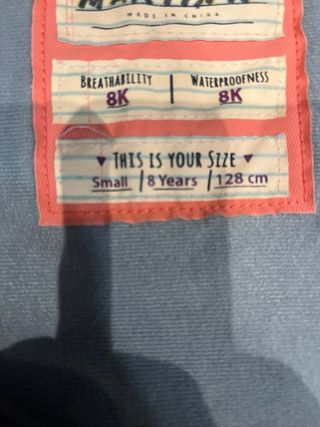 MADE IN CHINA
BREATHABILITY | WATERPROOFNESS
8K 8K
THIS IS YOUR SIZE
Small / 8 Years / 128 cm